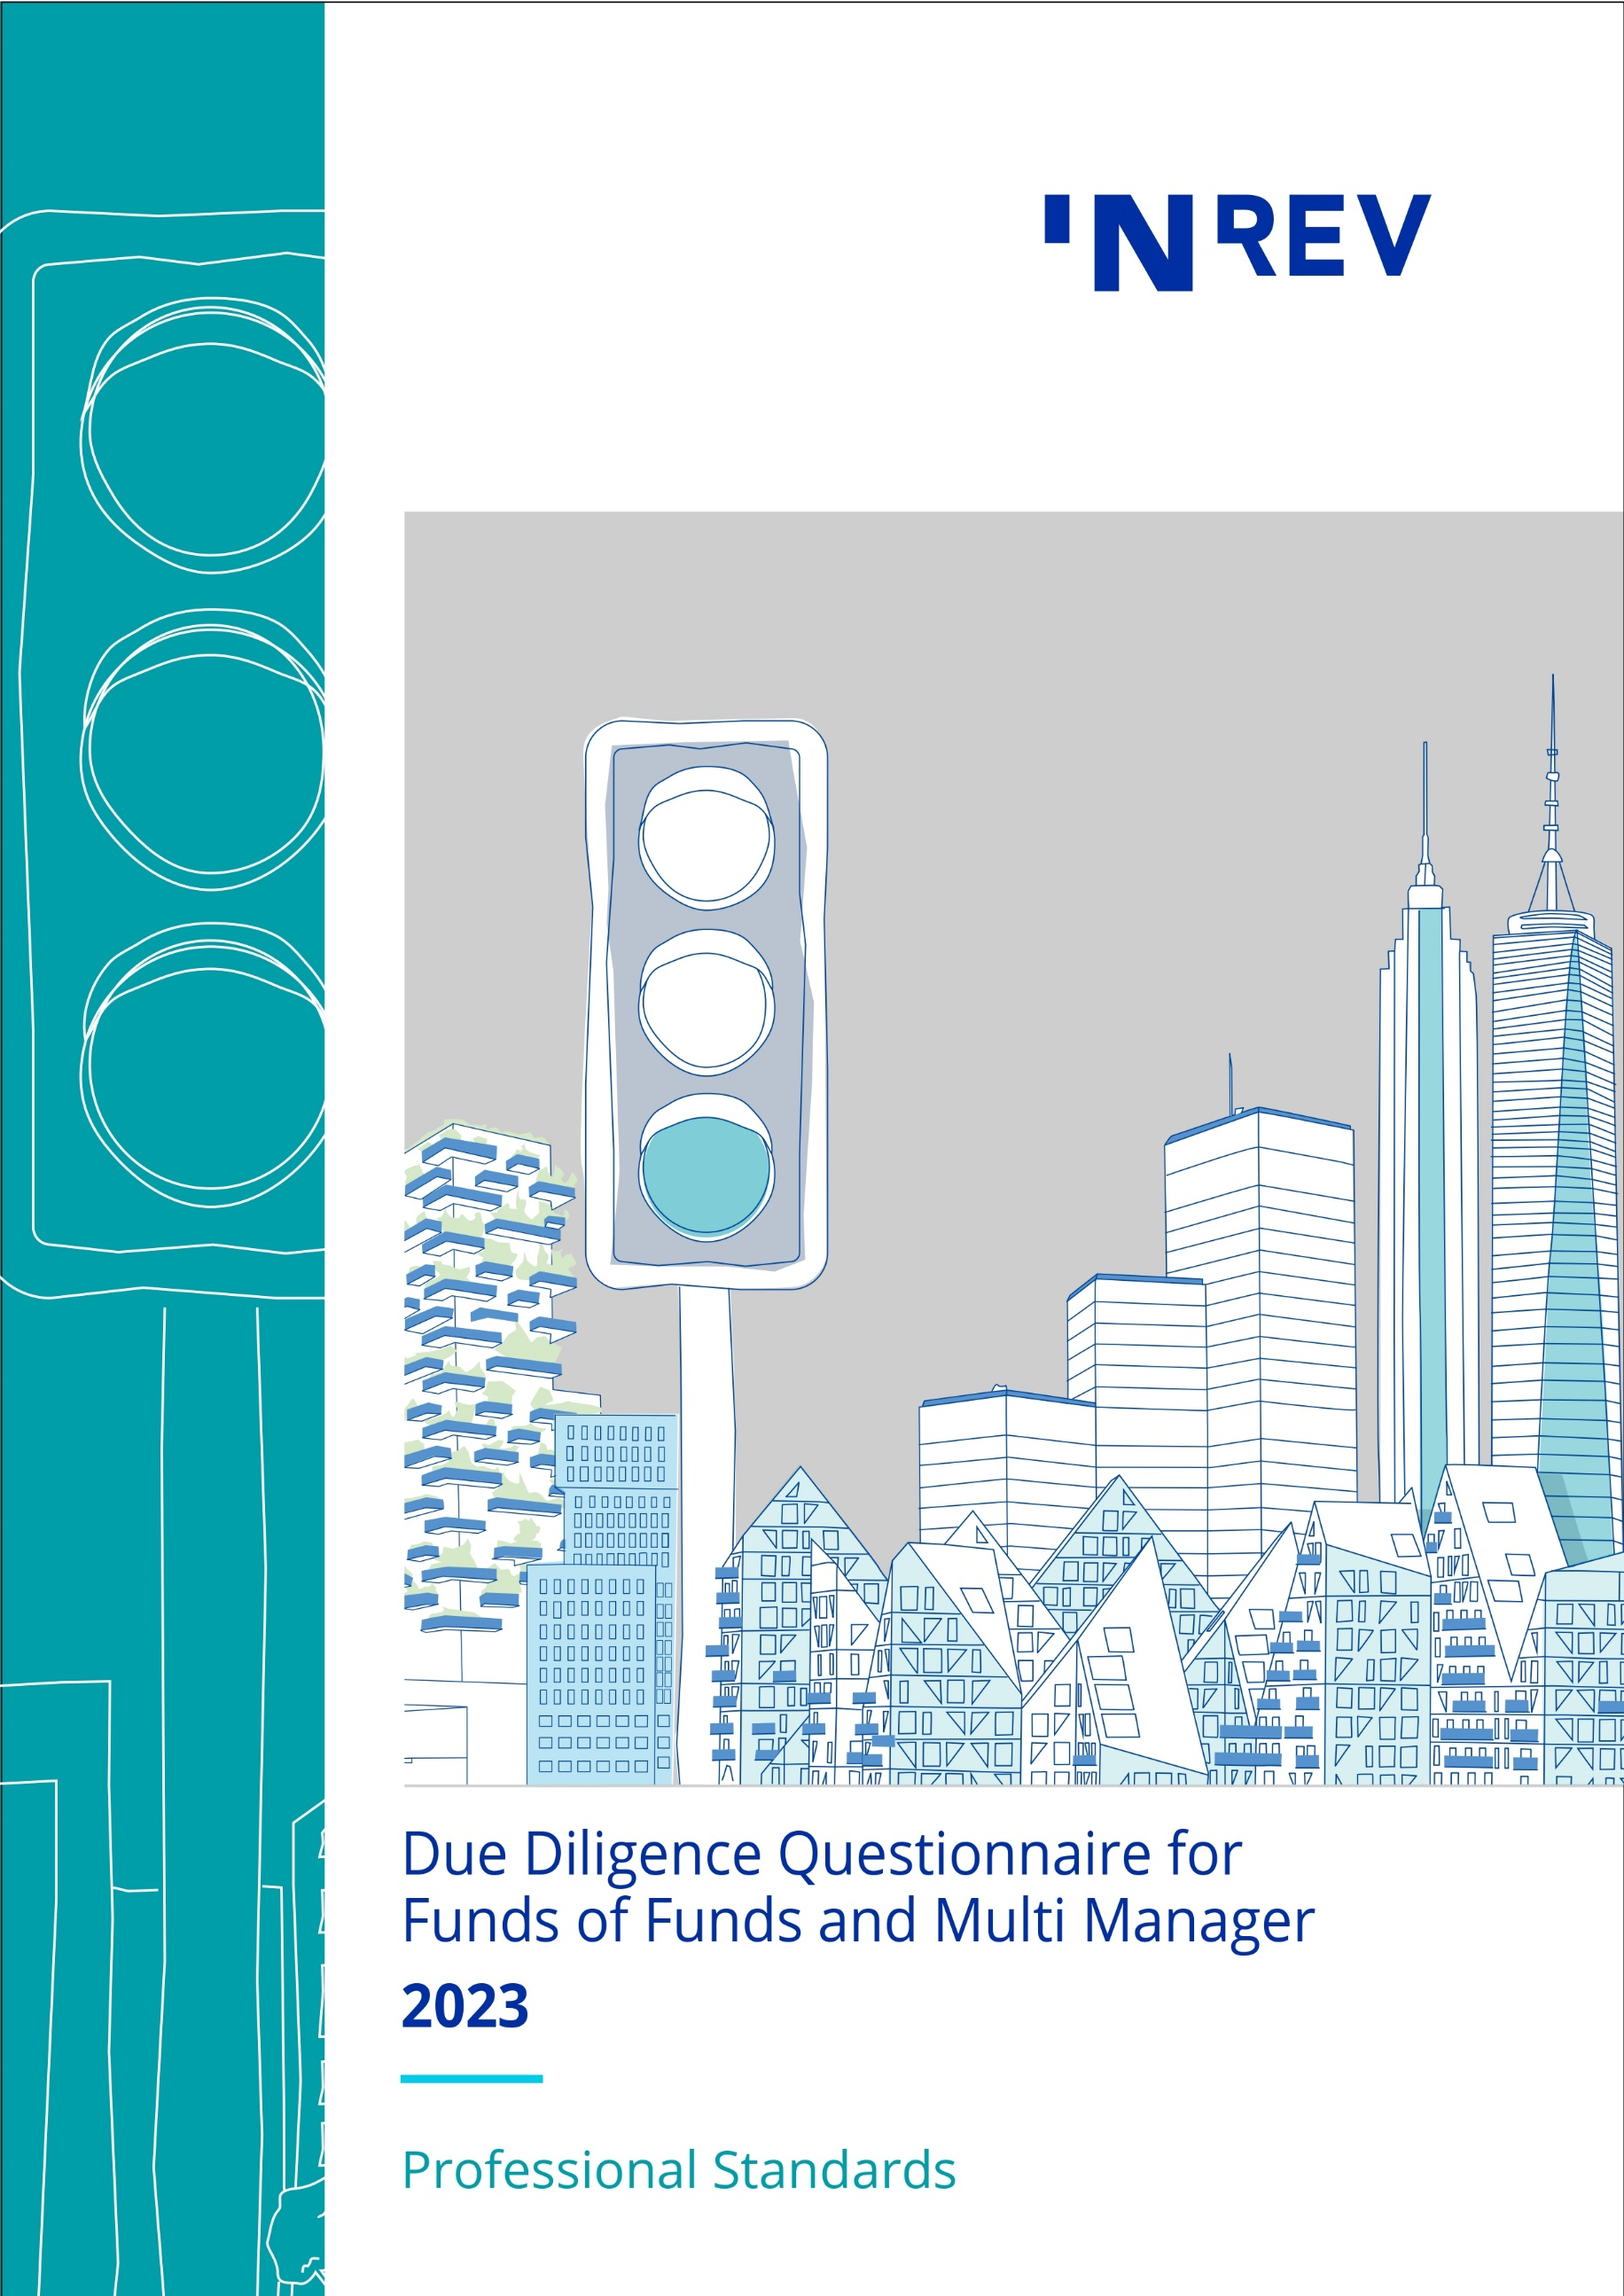 INREV
Due Diligence Questionnaire for
Funds of Funds and Multi Manager
2023
Professional Standards